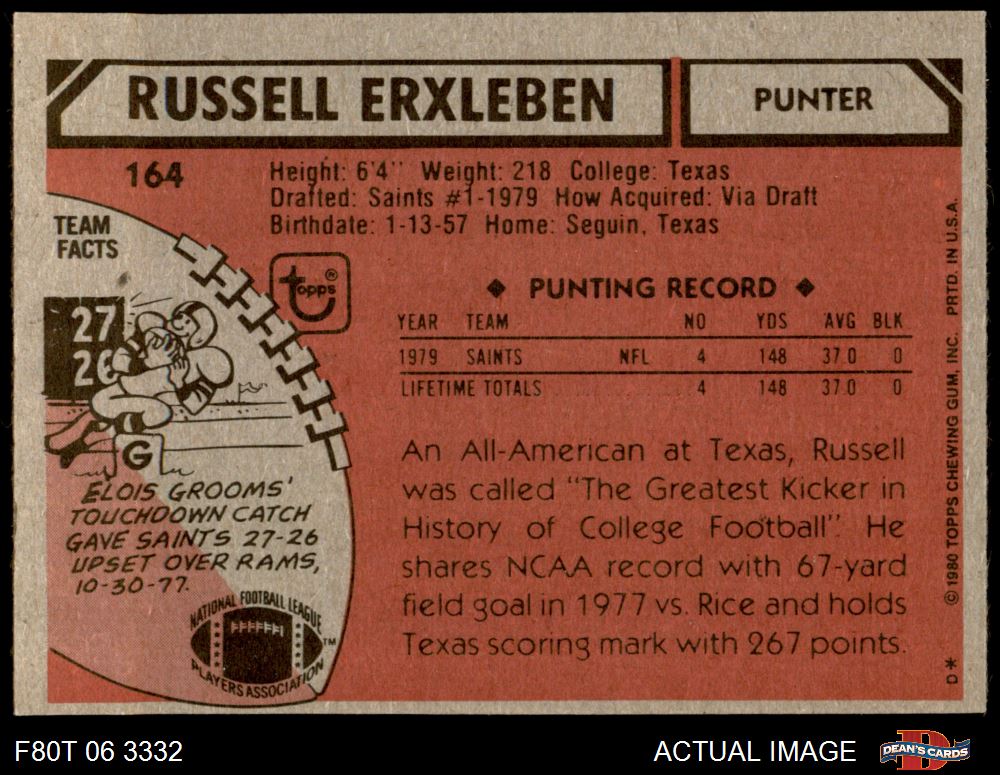 RUSSELL ERXLEBEN
PUNTER
164
Height: 6'4'' Weight: 218 College: Texas
Drafted: Saints #1-1979 How Acquired: Via Draft
Birthdate: 1-13-57 Home: Seguin, Texas
TEAM
FACTS
topps®
27
26
G
ELOIS GROOMS'
TOUCHDOWN CATCH
GAVE SAINTS 27-26
UPSET OVER RAMS,
10-30-77.
NATIONAL FOOTBALL LEAGUE
PLAYERS ASSOCIATION
TM
◆ PUNTING RECORD ◆
YEAR TEAM NO YDS AVG BLK
1979 SAINTS NFL 4 148 37.0 0
LIFETIME TOTALS 4 148 37.0 0
An All-American at Texas, Russell
was called "The Greatest Kicker in
History of College Football". He
shares NCAA record with 67-yard
field goal in 1977 vs. Rice and holds
Texas scoring mark with 267 points.
D* © 1980 TOPPS CHEWING GUM, INC. PRTD. IN U.S.A.
F80T 06 3332
ACTUAL IMAGE
D
DEAN'S CARDS